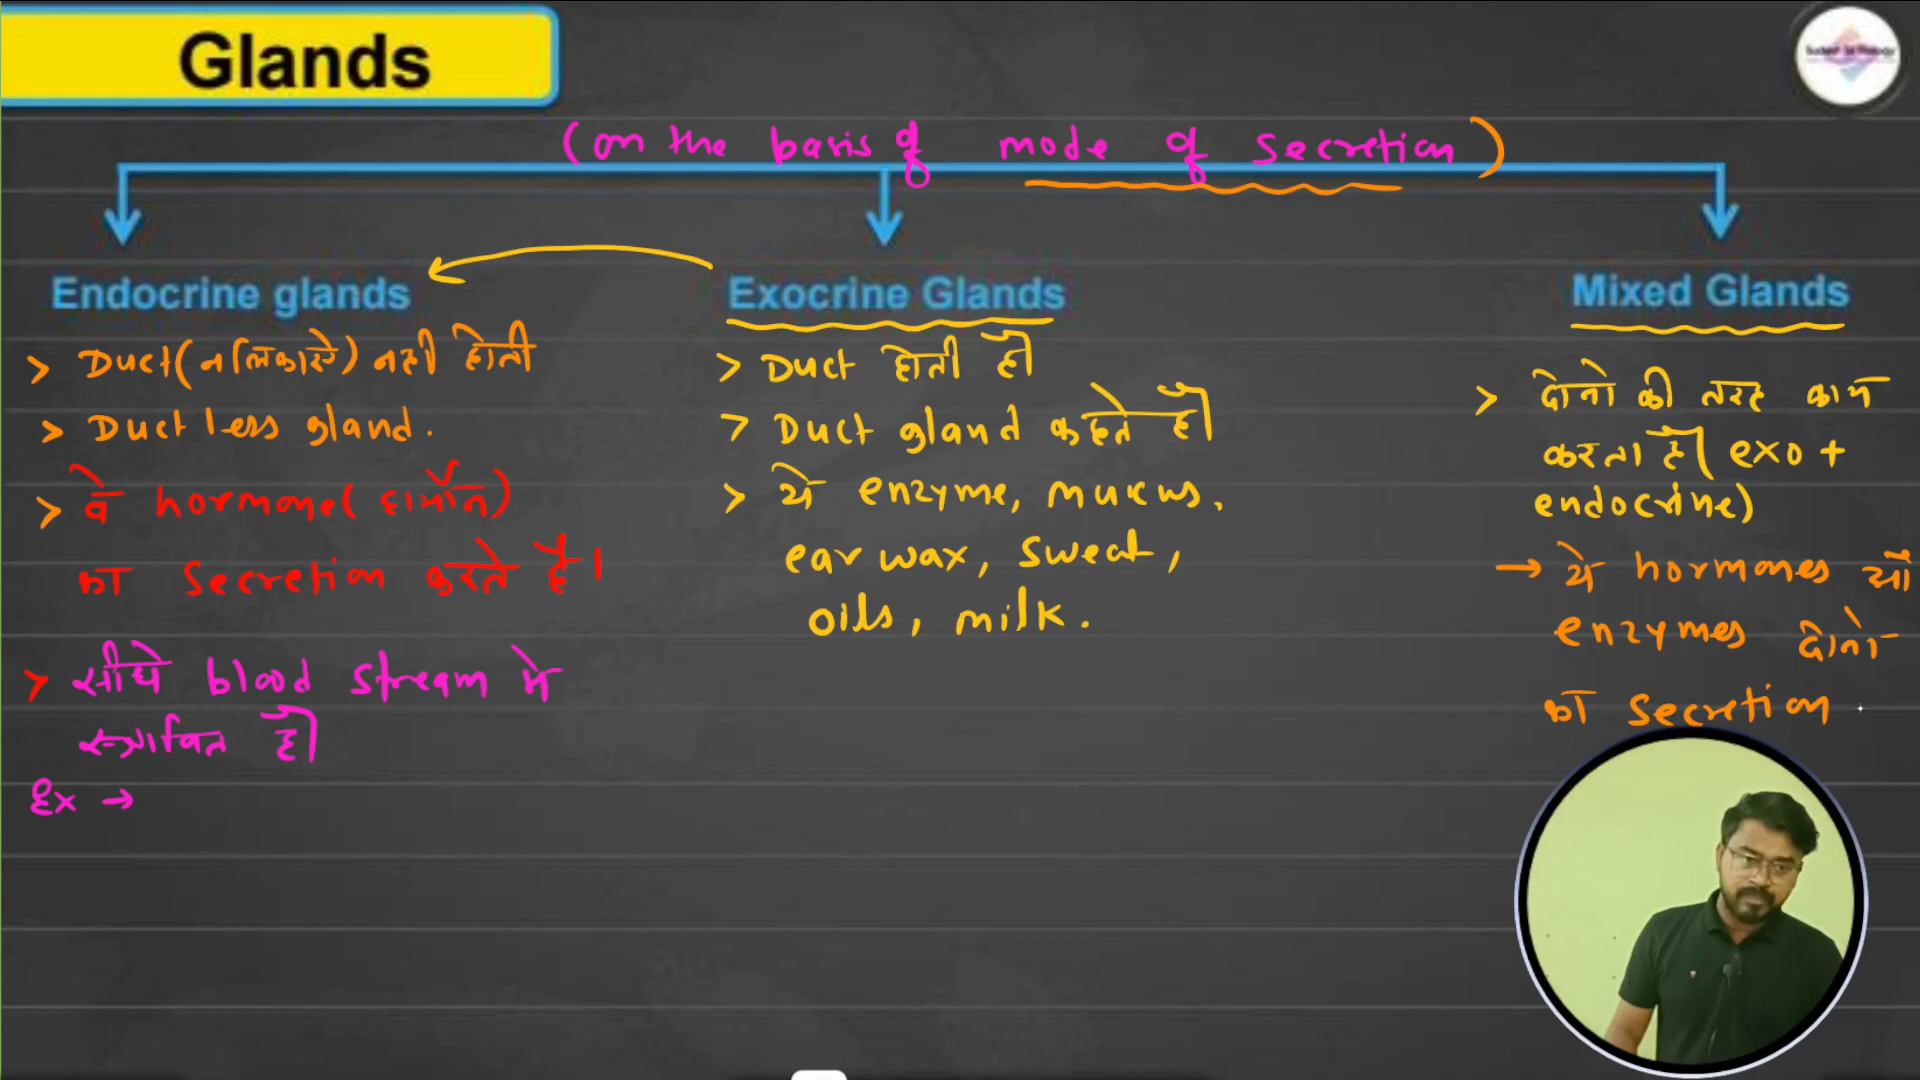 Glands
(on the basis of mode of secretion)
Endocrine glands
> Duct(नलिकाएं) नही होती
> Ductless gland.
> ये hormone(हार्मोन)
का secretion करते है।
> सीधे blood stream मे
स्त्रावित है।
Ex →
Exocrine Glands
> Duct होती है।
> Duct gland कहते है।
> ये enzyme, mucus,
ear wax, sweat,
oils, milk.
Mixed Glands
> दोनो की तरह काम
करता है। exo +
endocrine)
→ ये hormones यॉ
enzymes दोनो
का secretion